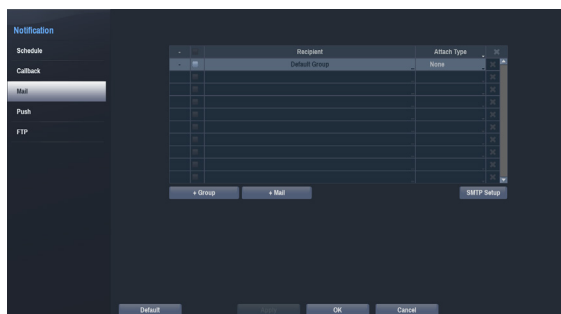 Notification
Schedule
Callback
Mail
Push
FTP
- Recipient Attach Type
- Default Group None
+ Group + Mail SMTP Setup
Default Apply OK Cancel